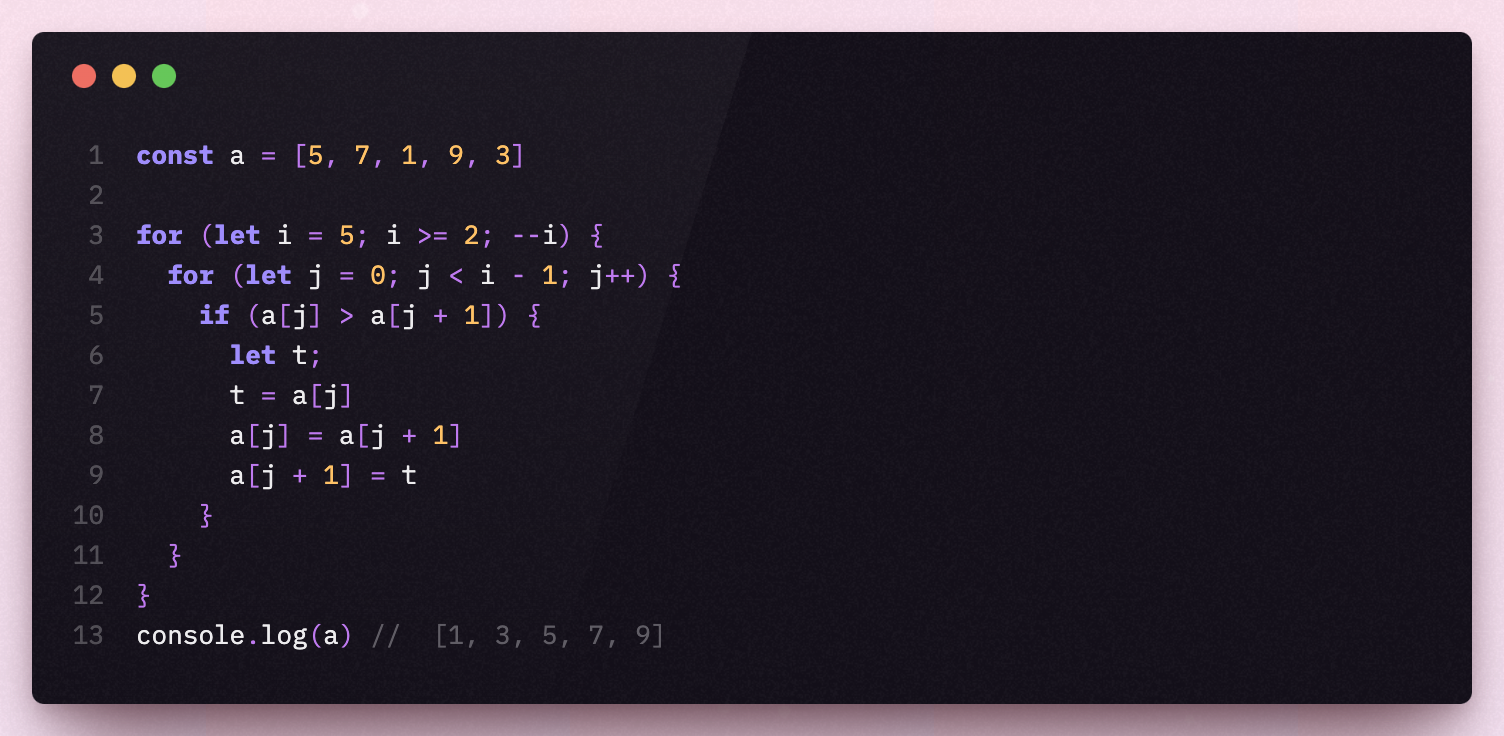 1 const a = [5, 7, 1, 9, 3]
2
3 for (let i = 5; i >= 2; --i) {
4   for (let j = 0; j < i - 1; j++) {
5     if (a[j] > a[j + 1]) {
6       let t;
7       t = a[j]
8       a[j] = a[j + 1]
9       a[j + 1] = t
10     }
11   }
12 }
13 console.log(a) //  [1, 3, 5, 7, 9]